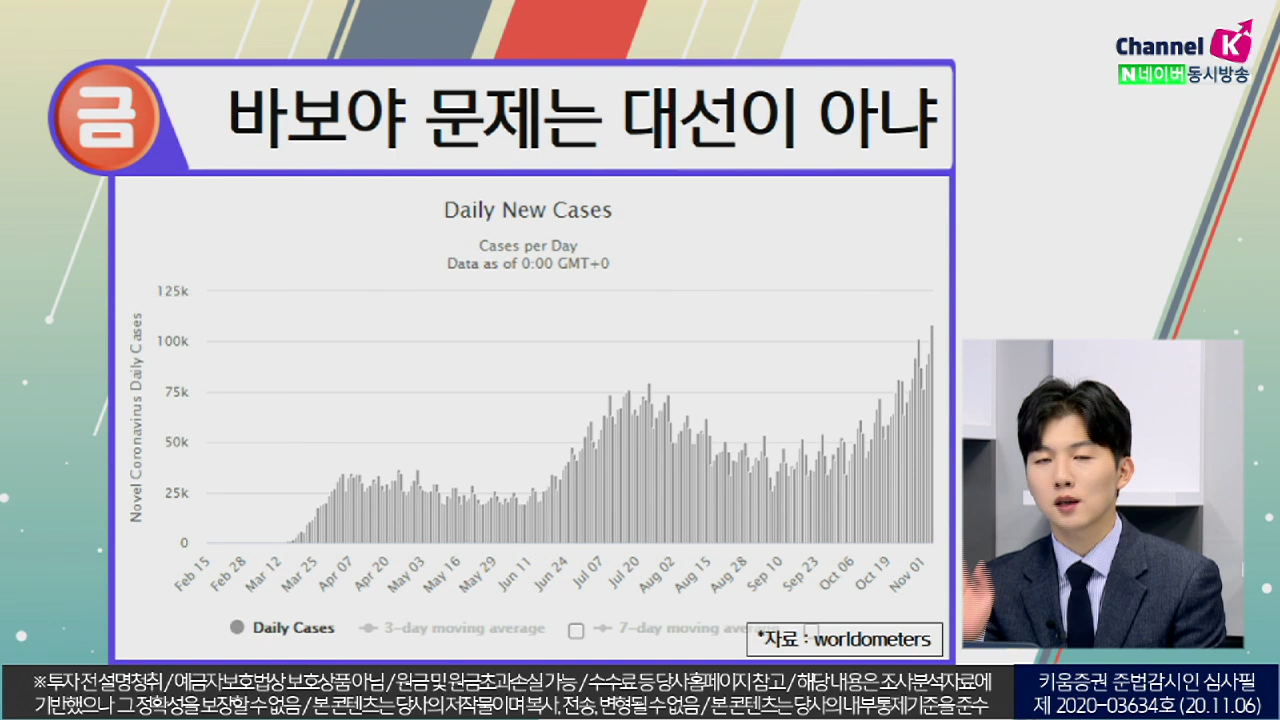 Channel K
N 네이버 동시방송
금
바보야 문제는 대선이 아냐
Daily New Cases
Cases per Day
Data as of 0:00 GMT+0
Novel Coronavirus Daily Cases
125k
100k
75k
50k
25k
0
Feb 15
Feb 28
Mar 12
Mar 25
Apr 07
Apr 20
May 03
May 16
May 29
Jun 11
Jun 24
Jul 07
Jul 20
Aug 02
Aug 15
Aug 28
Sep 10
Sep 23
Oct 06
Oct 19
Nov 01
Daily Cases
3-day moving average
7-day moving average
*자료 : worldometers
※ 투자 전 설명청취 / 예금자보호법상 보호상품 아님 / 원금 및 원금초과손실 가능 / 수수료 등 당사홈페이지 참고 / 해당 내용은 조사분석자료에
기반했으나 그 정확성을 보장할 수 없음 / 본 콘텐츠는 당사의 저작물이며 복사, 전송, 변형될 수 없음 / 본 콘텐츠는 당사의 내부통제기준을 준수
키움증권 준법감시인 심사필
제 2020-03634호 (20.11.06)